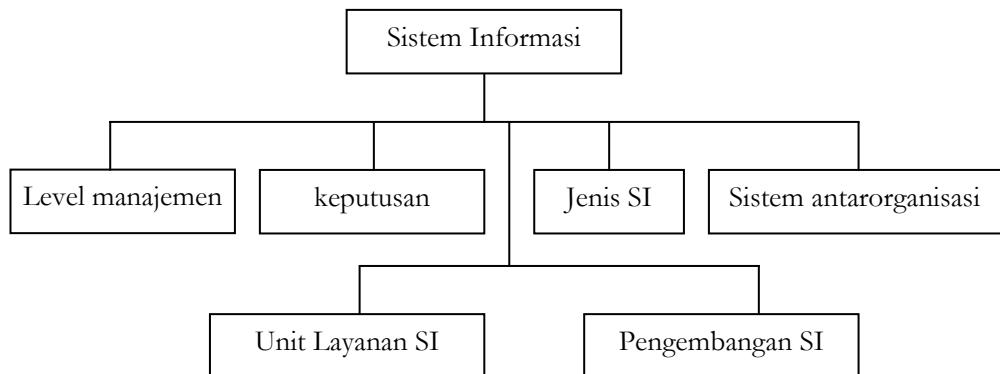 Sistem Informasi
Level manajemen
keputusan
Jenis SI
Sistem antarorganisasi
Unit Layanan SI
Pengembangan SI